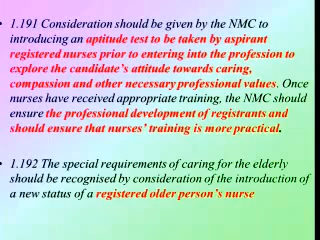 • 1.191 Consideration should be given by the NMC to
introducing an aptitude test to be taken by aspirant
registered nurses prior to entering into the profession to
explore the candidate's attitude towards caring,
compassion and other necessary professional values. Once
nurses have received appropriate training, the NMC should
ensure the professional development of registrants and
should ensure that nurses' training is more practical.
• 1.192 The special requirements of caring for the elderly
should be recognised by consideration of the introduction of
a new status of a registered older person's nurse